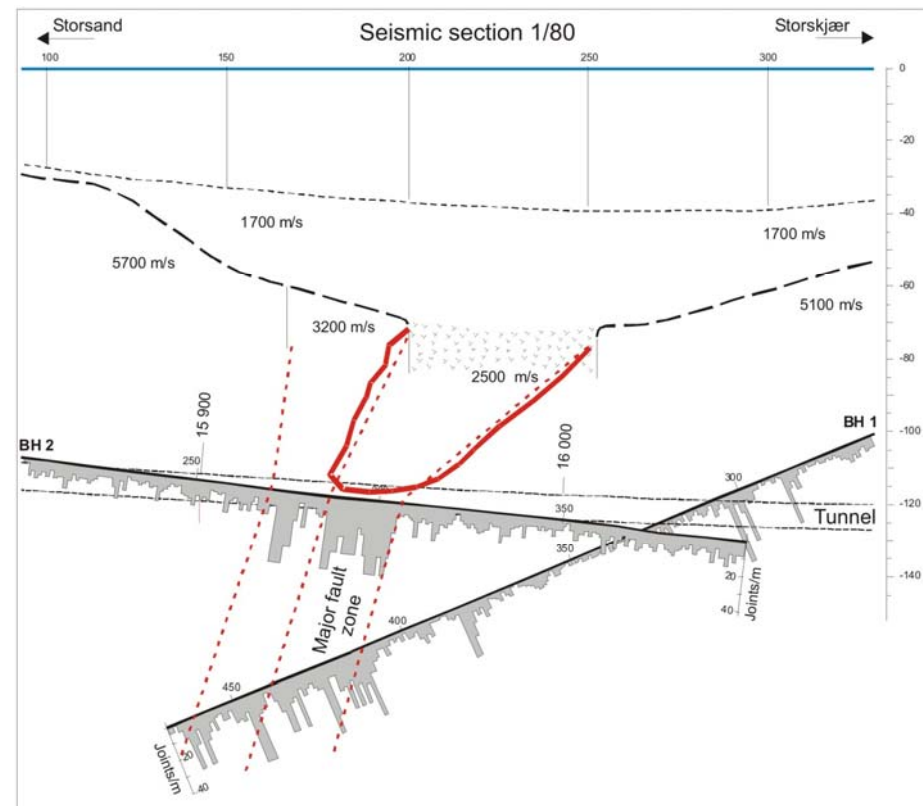 Storsand
Seismic section 1/80
Storskjær
100
150
200
250
300
0
-20
-40
-60
-80
-100
-120
-140
1700 m/s
1700 m/s
5700 m/s
5100 m/s
3200 m/s
2500 m/s
15 900
16 000
BH 2
BH 1
250
300
350
Tunnel
350
20
40
Joints/m
Major fault
zone
400
450
Joints/m
20
40